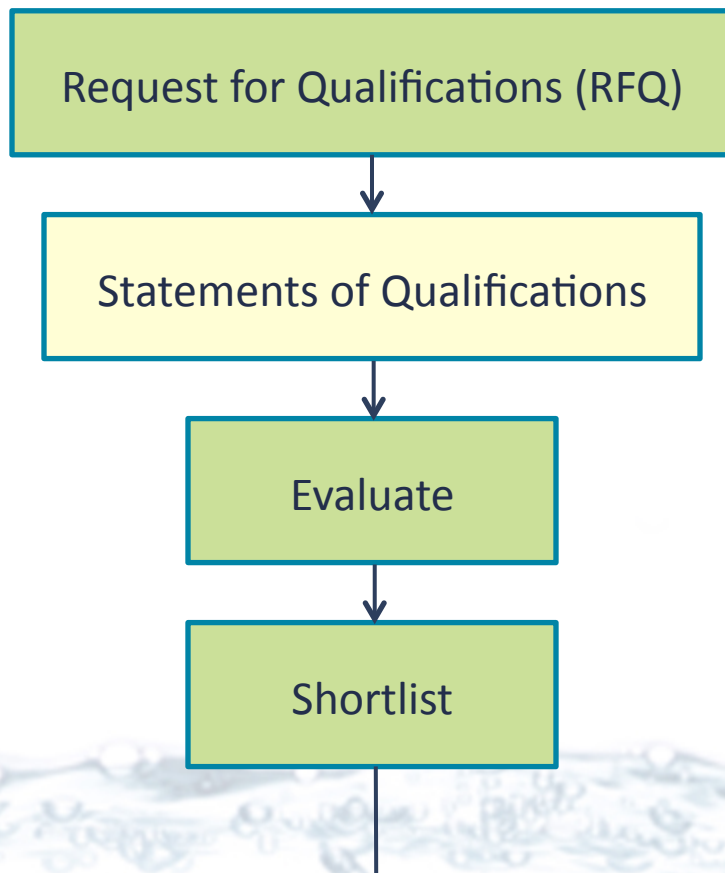 Request for Qualifications (RFQ)
Statements of Qualifications
Evaluate
Shortlist